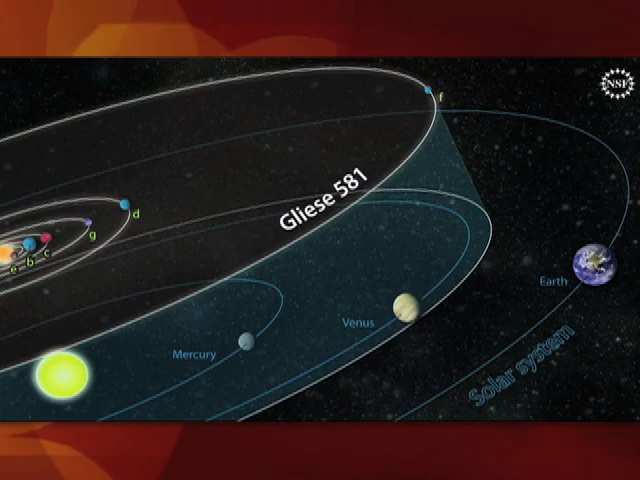 NSF
f
Gliese 581
d
g
c
b
e
Earth
Venus
Mercury
Solar system